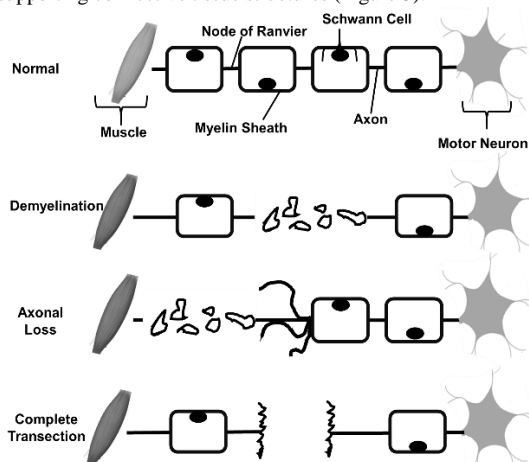 Schwann Cell
Node of Ranvier
Normal
Axon
Muscle
Myelin Sheath
Motor Neuron
Demyelination
Axonal
Loss
Complete
Transection